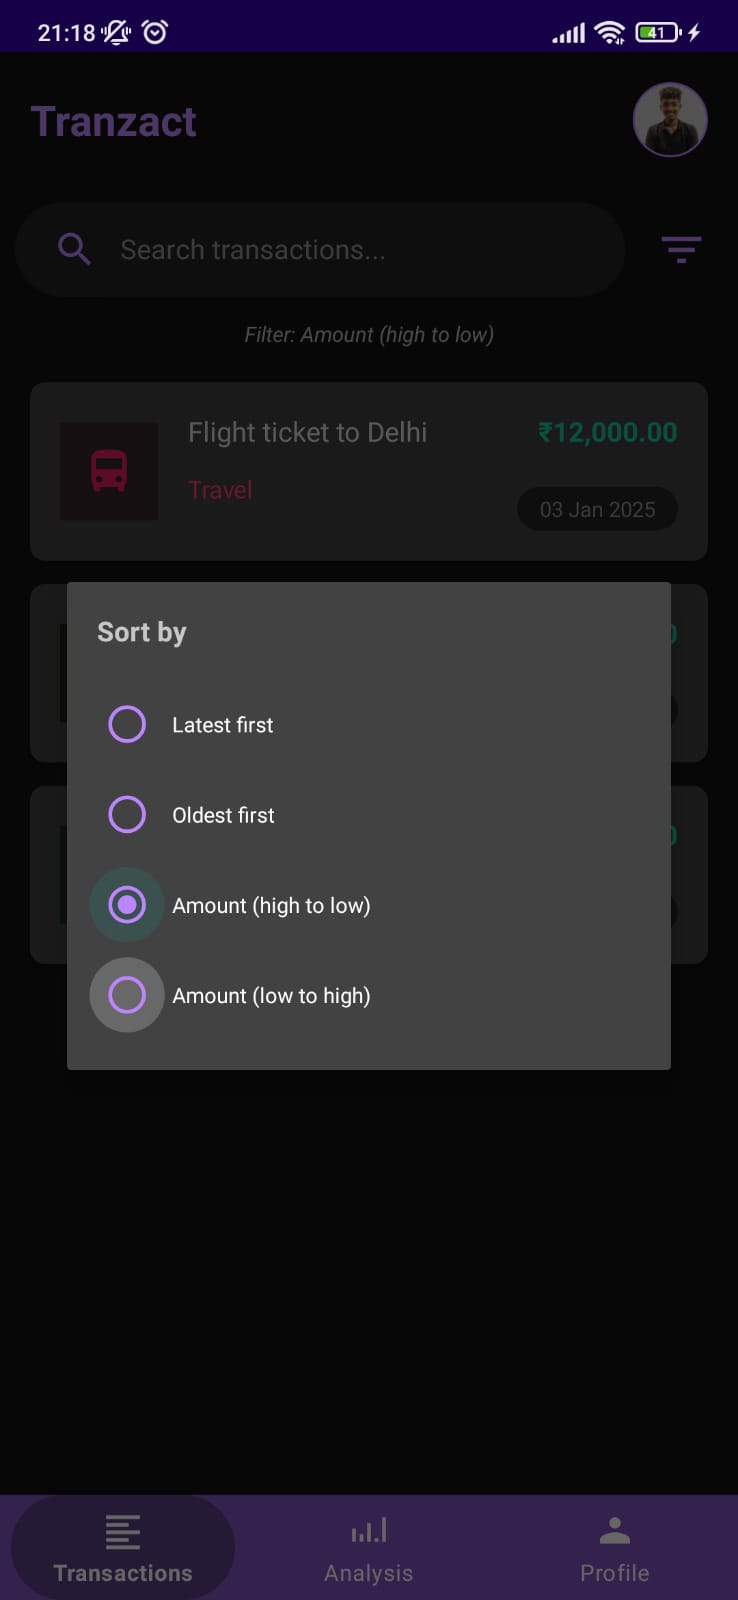 21:18
41
Tranzact
Search transactions...
Filter: Amount (high to low)
Flight ticket to Delhi
₹12,000.00
Travel
03 Jan 2025
Sort by
Latest first
Oldest first
Amount (high to low)
Amount (low to high)
Transactions
Analysis
Profile